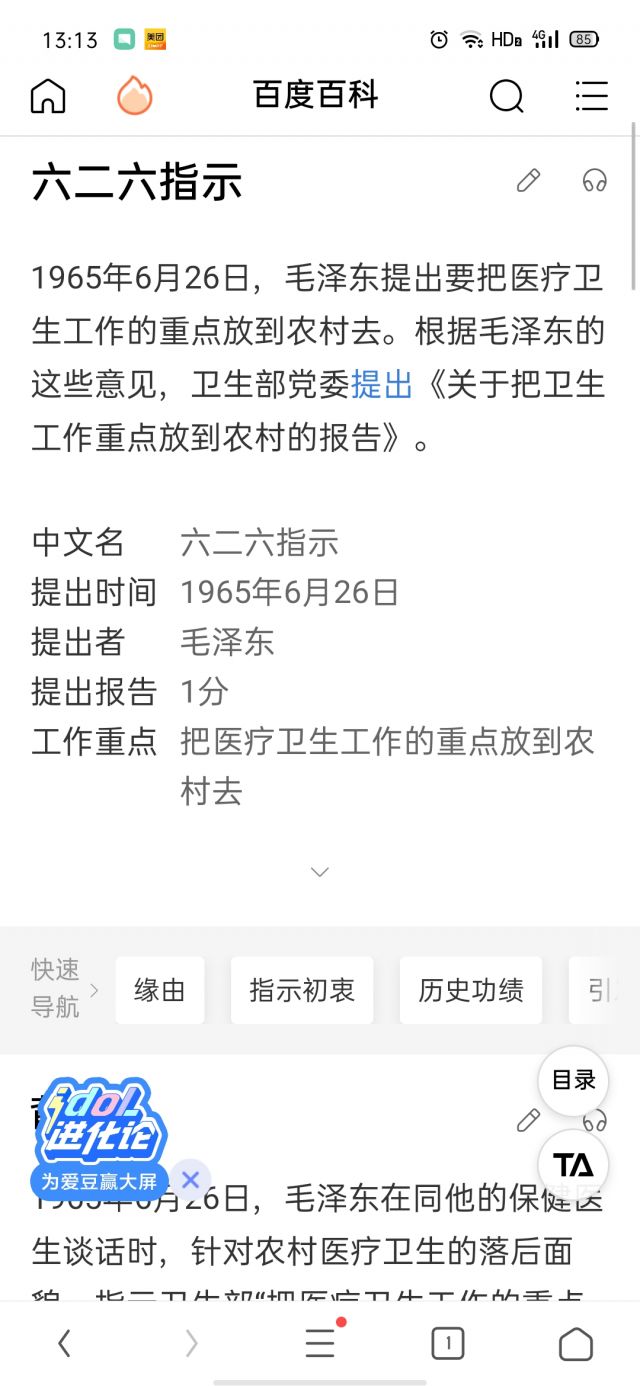 13:13 美团 HD2 4G 85
百度百科
六二六指示
1965年6月26日，毛泽东提出要把医疗卫
生工作的重点放到农村去。根据毛泽东的
这些意见，卫生部党委提出《关于把卫生
工作重点放到农村的报告》。
中文名 六二六指示
提出时间 1965年6月26日
提出者 毛泽东
提出报告 1分
工作重点 把医疗卫生工作的重点放到农
村去
快速
导航
缘由 指示初衷 历史功绩 引
目录
idol
进化论
为爱豆赢大屏
TA
1965年6月26日，毛泽东在同他的保健医
生谈话时，针对农村医疗卫生的落后面
貌，指示卫生部“把医疗卫生工作的重点
1